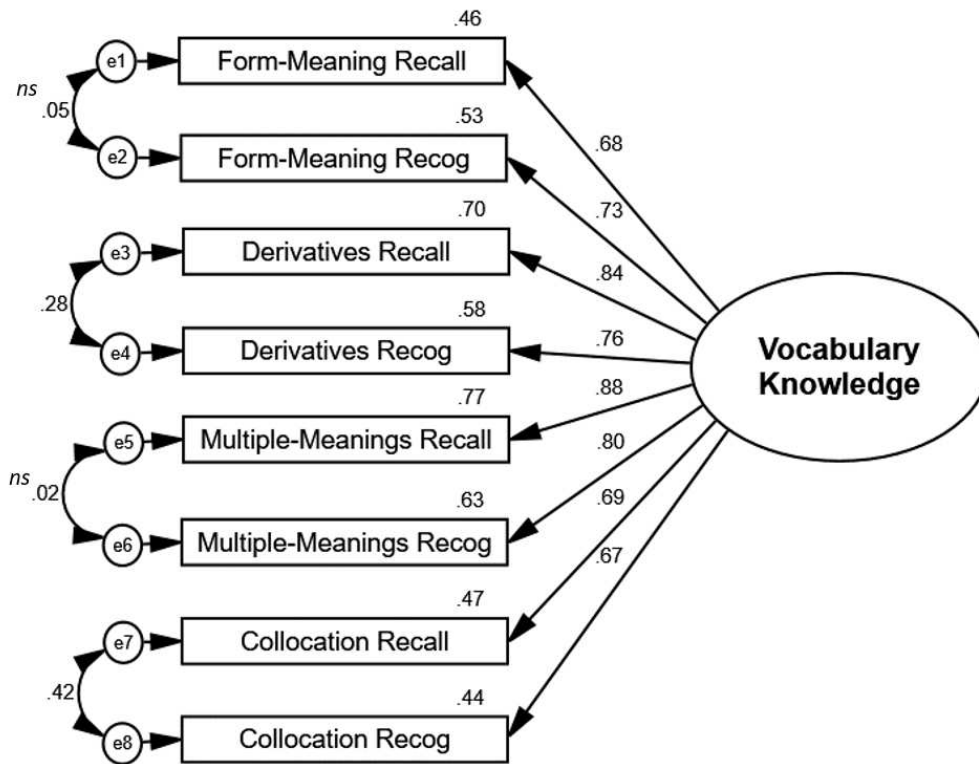 .46
e1
Form-Meaning Recall
ns
.05
.68
.53
e2
Form-Meaning Recog
.73
.70
e3
Derivatives Recall
.84
.28
.58
e4
Derivatives Recog
.76
Vocabulary
Knowledge
.77
.88
e5
Multiple-Meanings Recall
.80
ns
.02
.63
.69
e6
Multiple-Meanings Recog
.67
.47
e7
Collocation Recall
.42
.44
e8
Collocation Recog